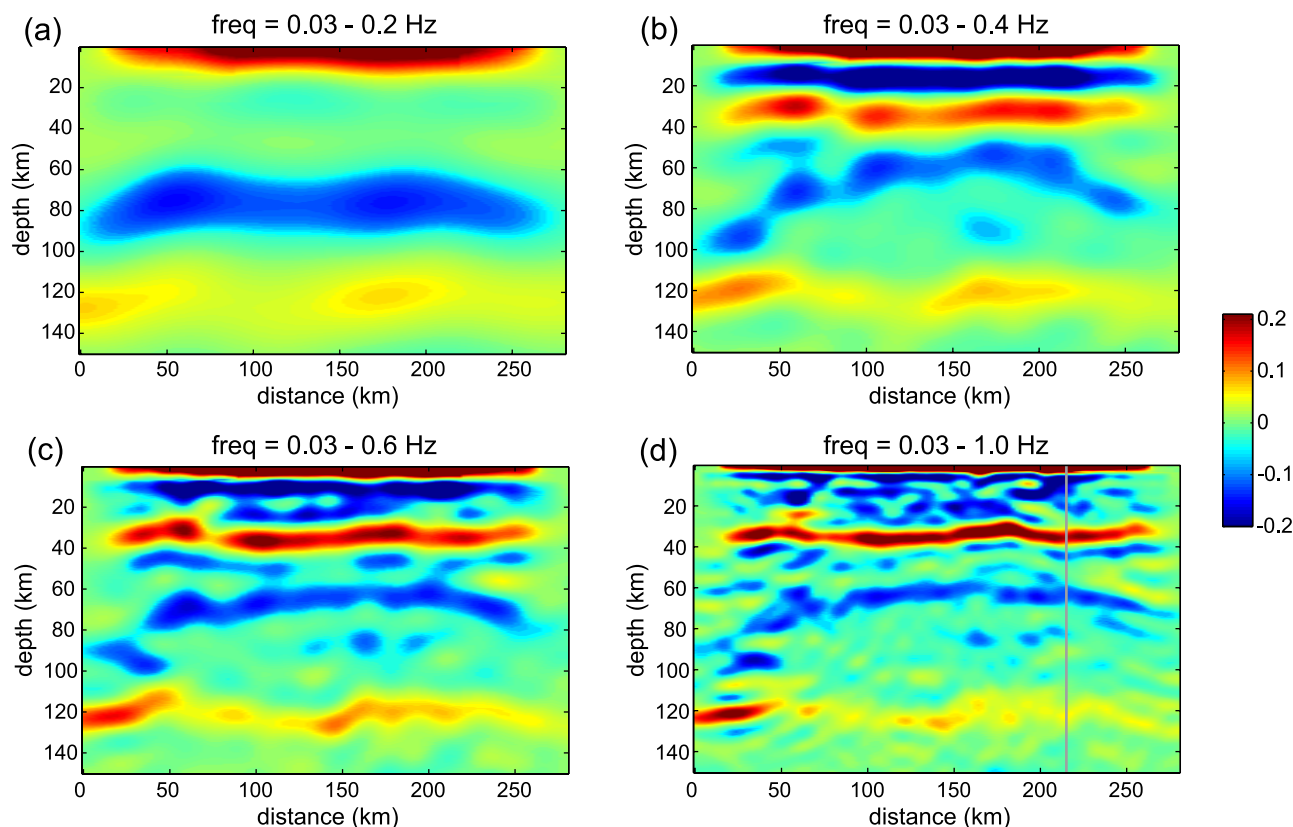 (a) freq = 0.03 - 0.2 Hz
depth (km)
20
40
60
80
100
120
140
0 50 100 150 200 250
distance (km)
(b) freq = 0.03 - 0.4 Hz
depth (km)
20
40
60
80
100
120
140
0 50 100 150 200 250
distance (km)
0.2
0.1
0
-0.1
-0.2
(c) freq = 0.03 - 0.6 Hz
depth (km)
20
40
60
80
100
120
140
0 50 100 150 200 250
distance (km)
(d) freq = 0.03 - 1.0 Hz
depth (km)
20
40
60
80
100
120
140
0 50 100 150 200 250
distance (km)